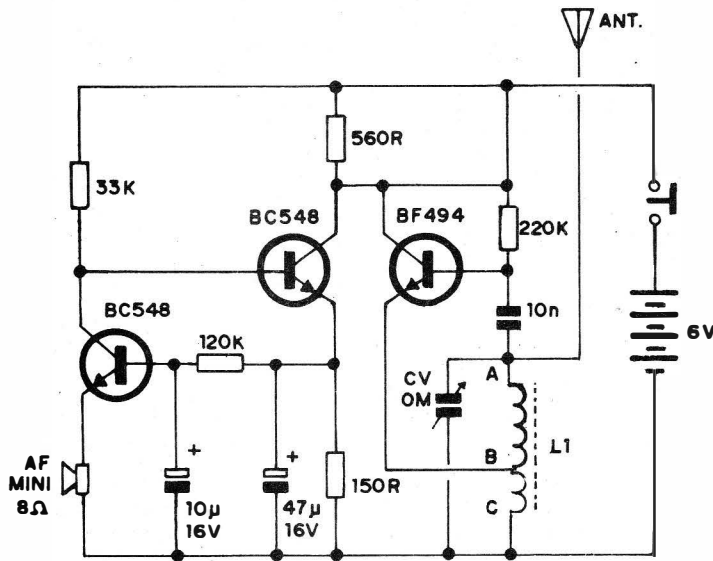 ANT.
560R
33K
BC548
BF494
220K
BC548
10n
120K
6V
CV
OM
A
L1
AF
MINI
8Ω
+
+
B
150R
10µ
16V
47µ
16V
C